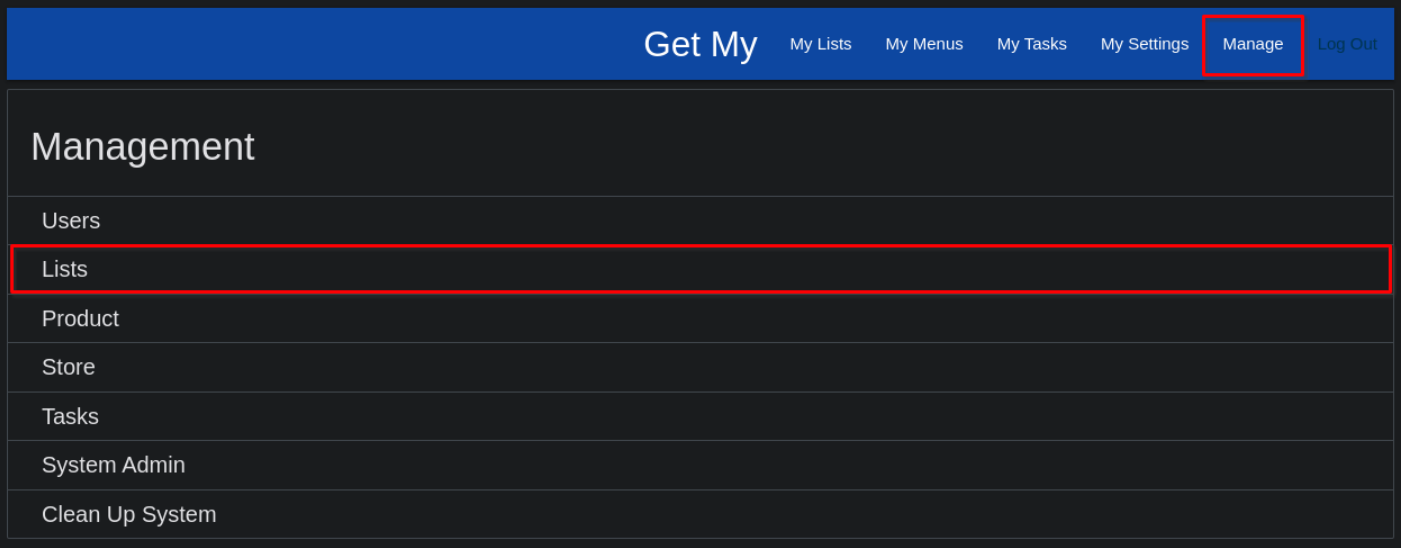 Get My My Lists My Menus My Tasks My Settings Manage Log Out
Management
Users
Lists
Product
Store
Tasks
System Admin
Clean Up System